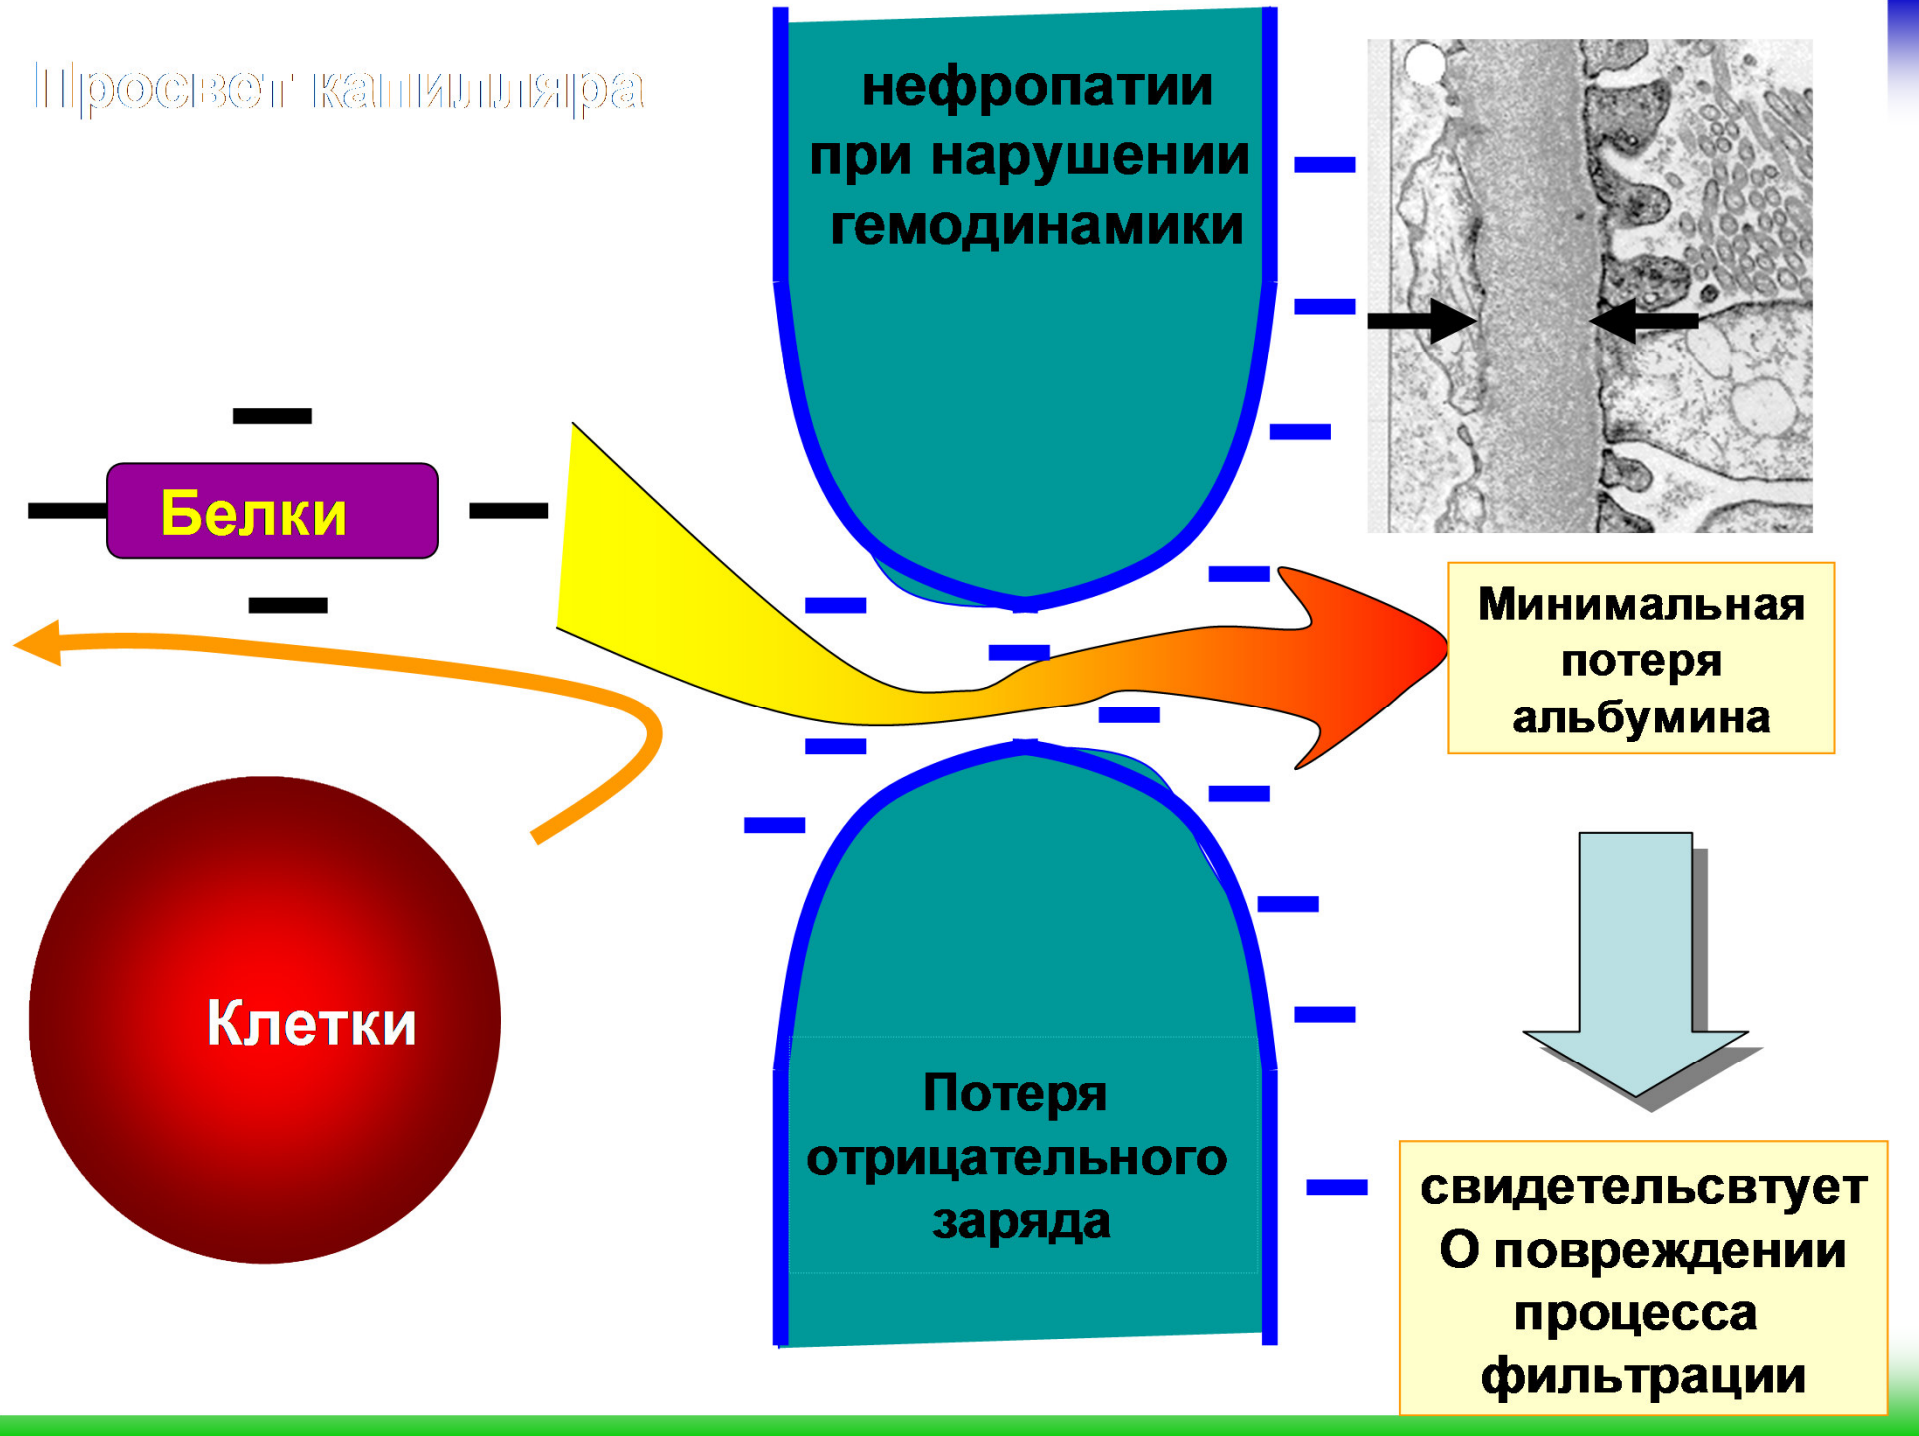 Просвет капилляра
нефропатии
при нарушении
гемодинамики
Белки
Минимальная
потеря
альбумина
Клетки
Потеря
отрицательного
заряда
свидетельсвтует
О повреждении
процесса
фильтрации